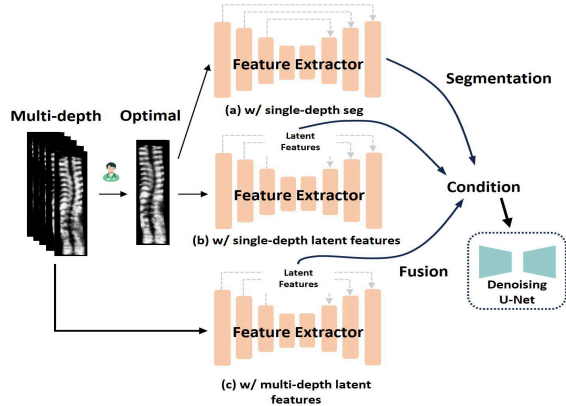 Feature Extractor
(a) w/ single-depth seg
Segmentation
Multi-depth
Optimal
Latent
Features
Feature Extractor
(b) w/ single-depth latent features
Condition
Fusion
Denoising
U-Net
Latent
Features
Feature Extractor
(c) w/ multi-depth latent
features